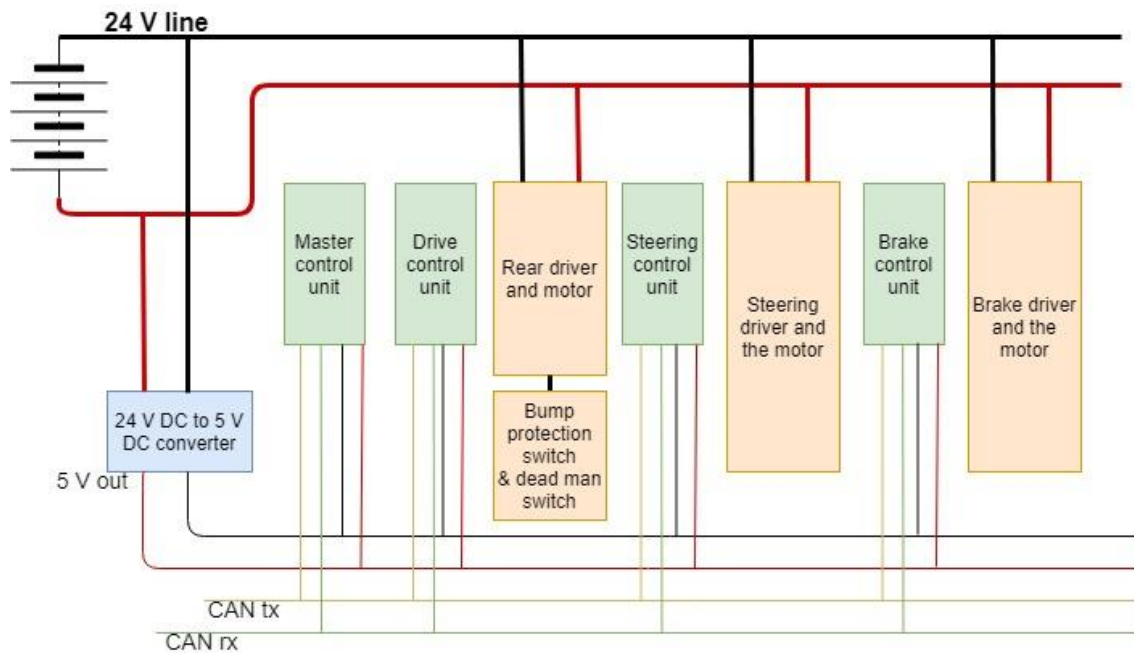 24 V line
Master
control
unit
Drive
control
unit
Rear driver
and motor
Steering
control
unit
Steering
driver and
the motor
Brake
control
unit
Brake driver
and the
motor
24 V DC to 5 V
DC converter
Bump
protection
switch
& dead man
switch
5 V out
CAN tx
CAN rx